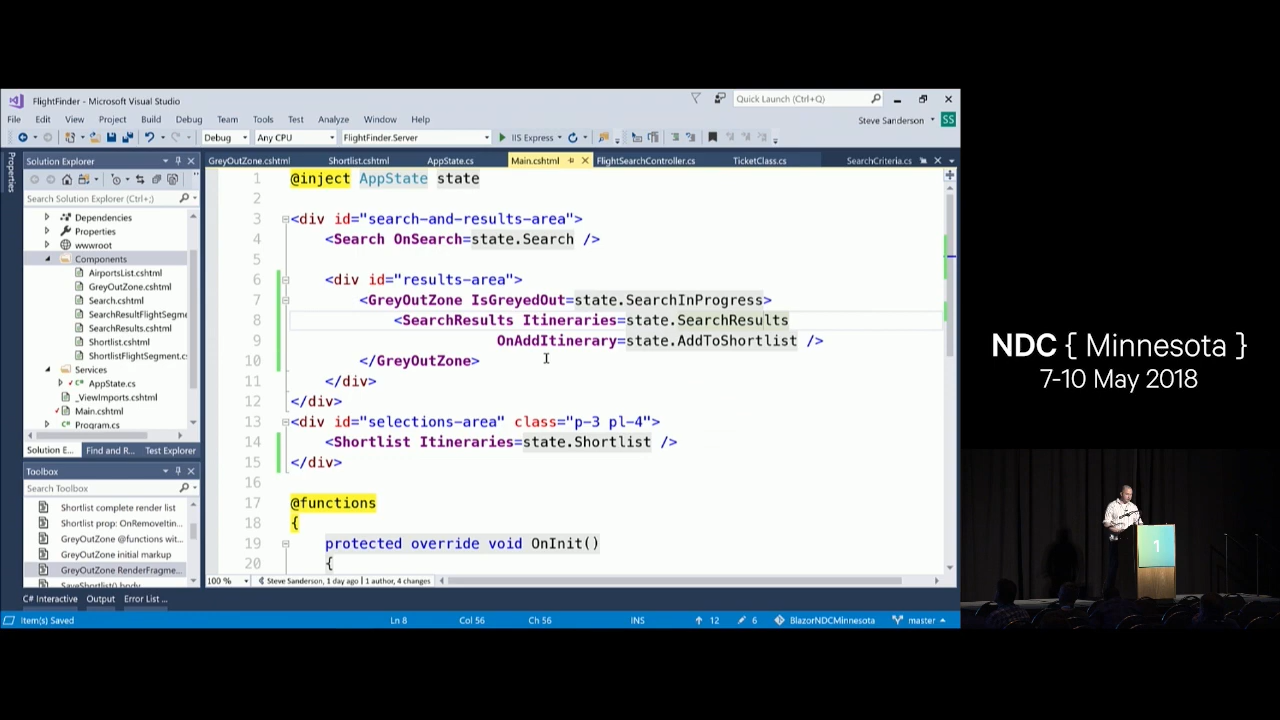 FlightFinder - Microsoft Visual Studio
Quick Launch (Ctrl+Q)
File Edit View Project Build Debug Team Tools Test Analyze Window Help
Steve Sanderson SS
Debug Any CPU FlightFinder.Server IIS Express
Properties
Solution Explorer
GreyOutZone.cshtml Shortlist.cshtml AppState.cs Main.cshtml FlightSearchController.cs TicketClass.cs SearchCriteria.cs
Search Solution Explorer (Ctrl+;)
Dependencies
Properties
wwwroot
Components
AirportsList.cshtml
GreyOutZone.cshtml
Search.cshtml
SearchResultFlightSegme
SearchResults.cshtml
Shortlist.cshtml
ShortlistFlightSegment.c
Services
AppState.cs
_ViewImports.cshtml
Main.cshtml
Program.cs
Solution E... Find and R... Test Explorer
Toolbox
Search Toolbox
Shortlist complete render list
Shortlist prop: OnRemoveItin...
GreyOutZone @functions wit...
GreyOutZone initial markup
GreyOutZone RenderFragme...
SaveShortlist() body
1 @inject AppState state
2
3 <div id="search-and-results-area">
4 <Search OnSearch=state.Search />
5
6 <div id="results-area">
7 <GreyOutZone IsGreyedOut=state.SearchInProgress>
8 <SearchResults Itineraries=state.SearchResults
9 OnAddItinerary=state.AddToShortlist />
10 </GreyOutZone>
11 </div>
12 </div>
13 <div id="selections-area" class="p-3 pl-4">
14 <Shortlist Itineraries=state.Shortlist />
15 </div>
16
17 @functions
18 {
19 protected override void OnInit()
20 {
100 % Steve Sanderson, 1 day ago | 1 author, 4 changes
C# Interactive Output Error List ...
Item(s) Saved Ln 8 Col 56 Ch 56 INS 12 6 BlazorNDCMinnesota master
NDC { Minnesota }
7-10 May 2018
1